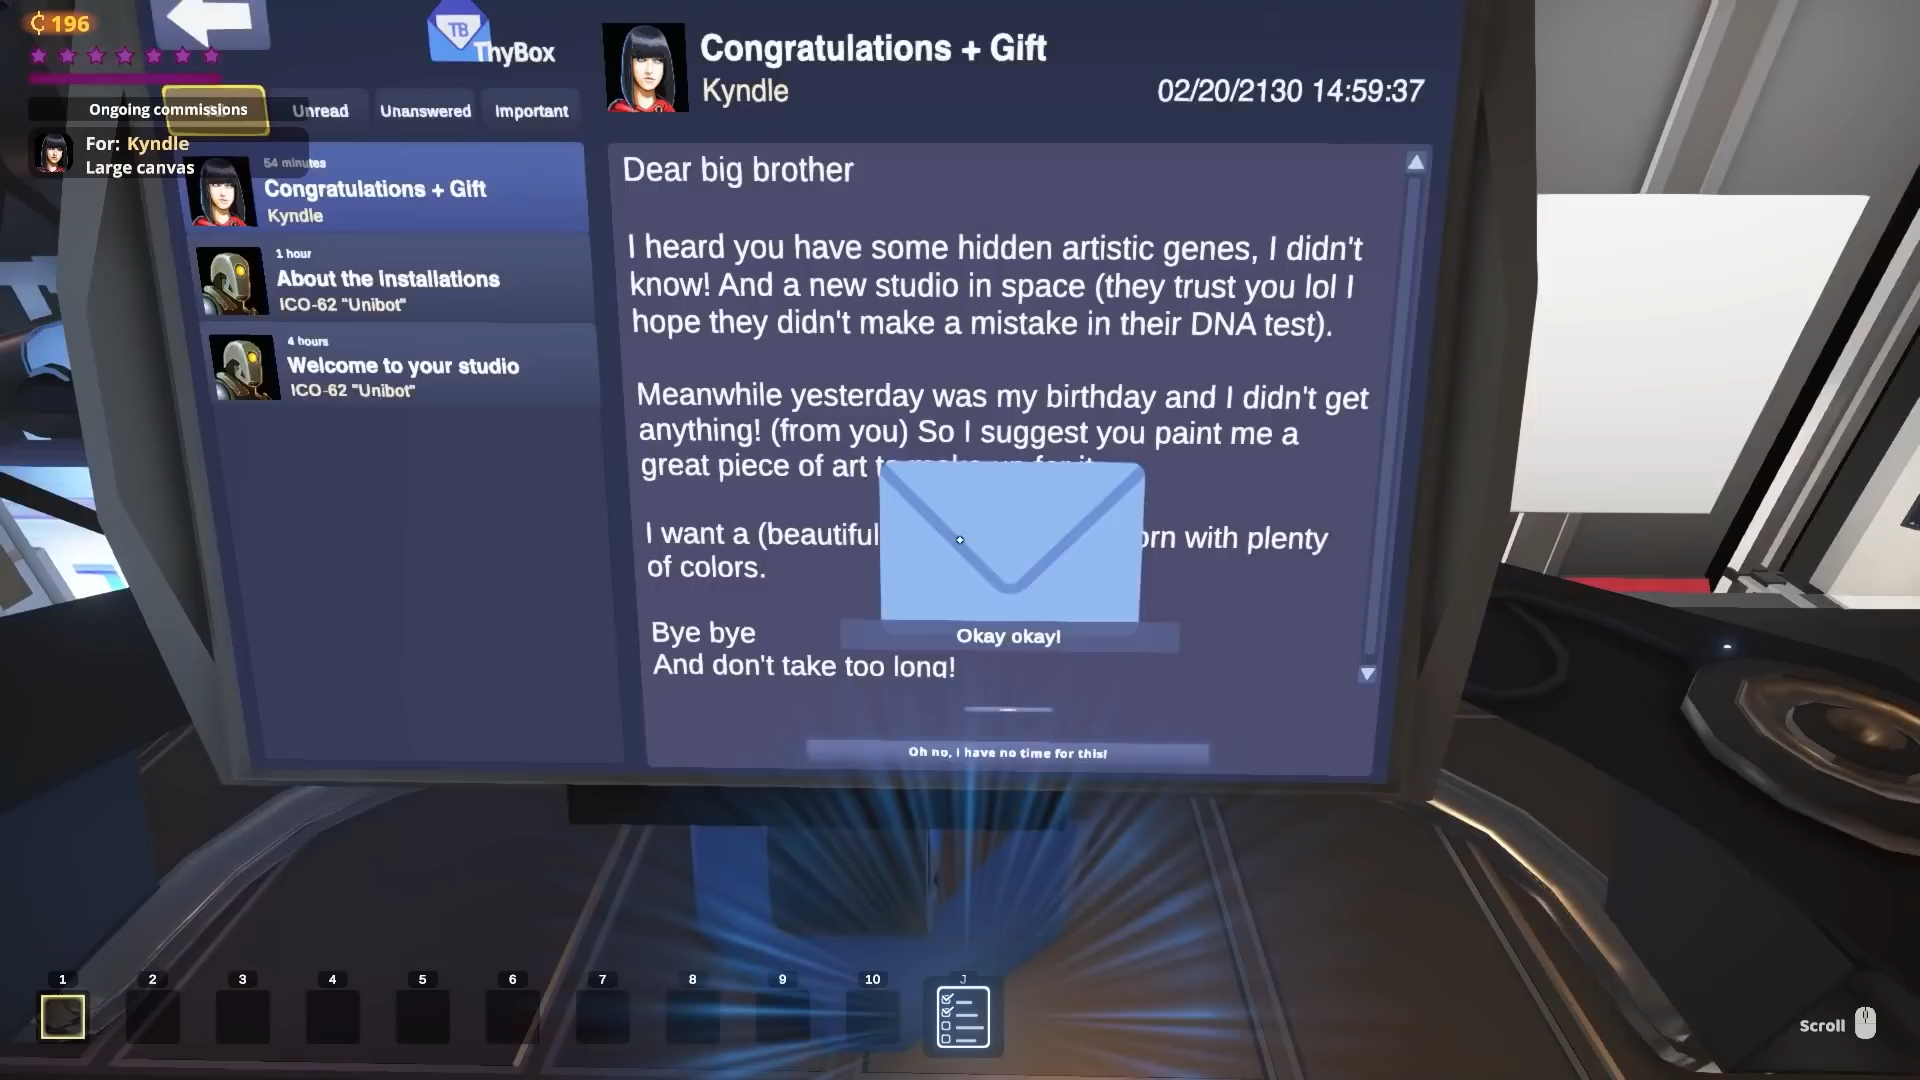 196
Ongoing commissions
For: Kyndle
Large canvas
TB
ThyBox
Unread
Unanswered
Important
54 minutes
Congratulations + Gift
Kyndle
1 hour
About the Installations
ICO-62 "Unibot"
4 hours
Welcome to your studio
ICO-62 "Unibot"
Congratulations + Gift
Kyndle
02/20/2130 14:59:37
Dear big brother
I heard you have some hidden artistic genes, I didn't
know! And a new studio in space (they trust you lol I
hope they didn't make a mistake in their DNA test).
Meanwhile yesterday was my birthday and I didn't get
anything! (from you) So I suggest you paint me a
great piece of art to make up for it
I want a (beautiful with plenty
of colors.
Bye bye
And don't take too long!
Okay okay!
Oh no, I have no time for this!
1 2 3 4 5 6 7 8 9 10 J
Scroll